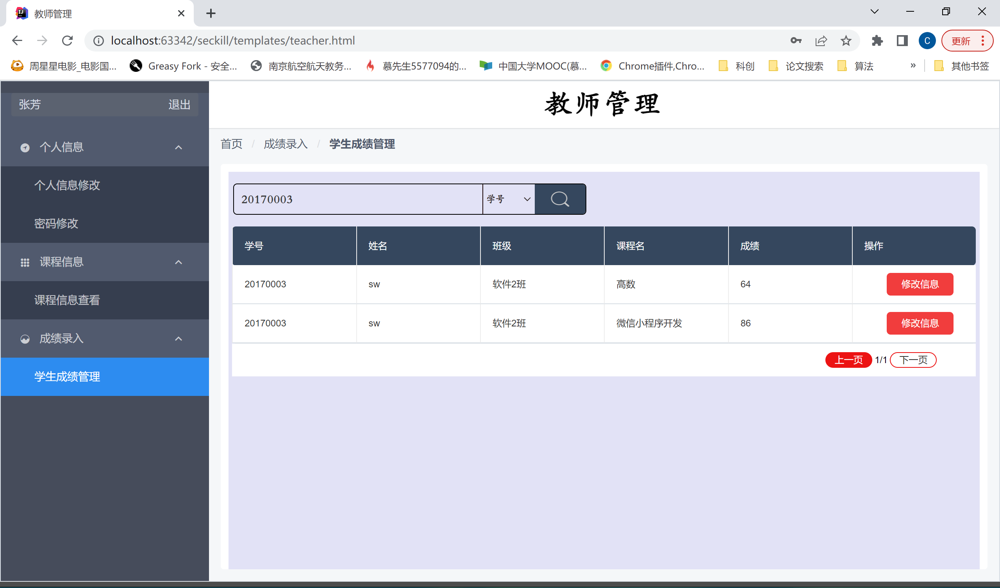 教师管理
localhost:63342/seckill/templates/teacher.html
C
更新
周星星电影_电影国...
Greasy Fork - 安全...
南京航空航天教务...
慕先生5577094的...
中国大学MOOC(慕...
Chrome插件,Chro...
科创
论文搜索
算法
»
其他书签
张芳 退出
教师管理
个人信息
个人信息修改
密码修改
课程信息
课程信息查看
成绩录入
学生成绩管理
首页 / 成绩录入 / 学生成绩管理
20170003 学号
学号 姓名 班级 课程名 成绩 操作
20170003 sw 软件2班 高数 64 修改信息
20170003 sw 软件2班 微信小程序开发 86 修改信息
上一页 1/1 下一页